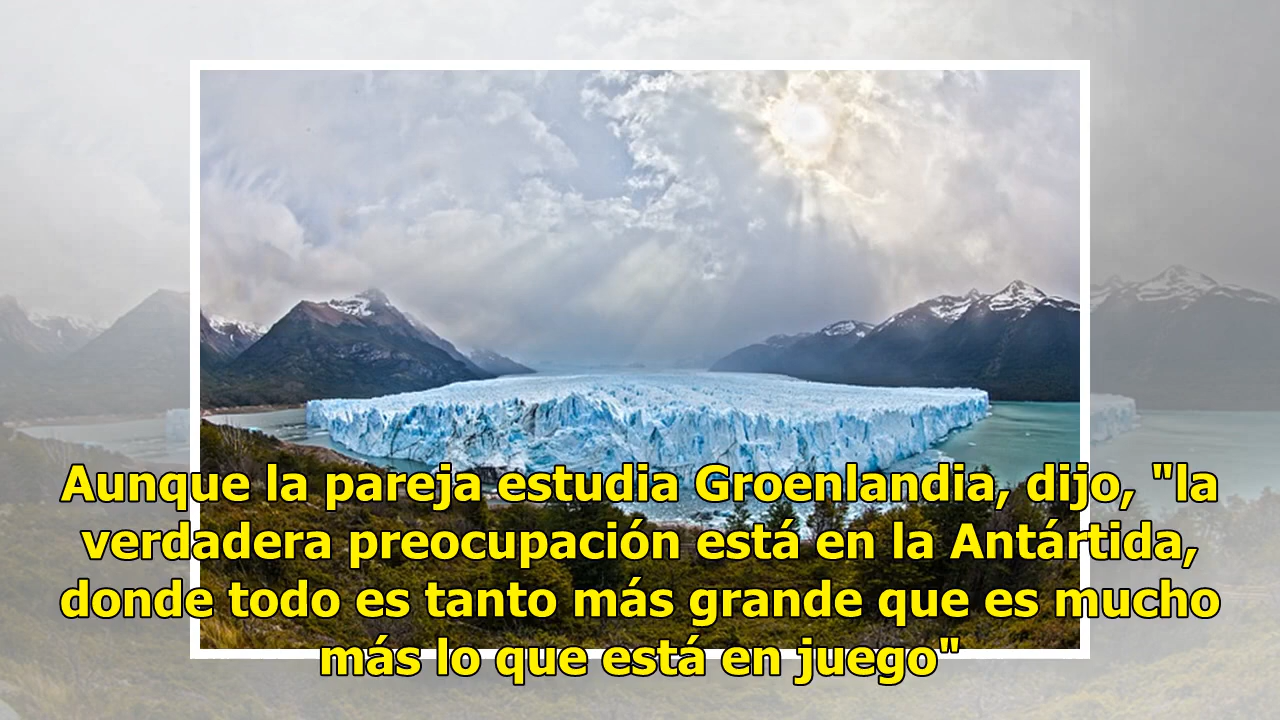 Aunque la pareja estudia Groenlandia, dijo, "la
verdadera preocupación está en la Antártida,
donde todo es tanto más grande que es mucho
más lo que está en juego"